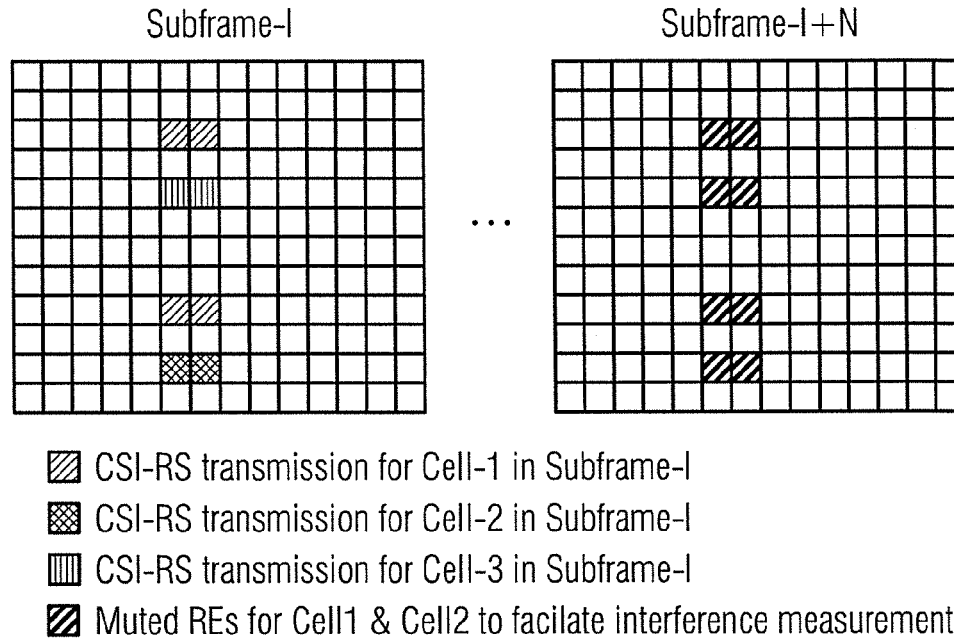 Subframe-I
Subframe-I+N
...
CSI-RS transmission for Cell-1 in Subframe-I
CSI-RS transmission for Cell-2 in Subframe-I
CSI-RS transmission for Cell-3 in Subframe-I
Muted REs for Cell1 & Cell2 to facilate interference measurement